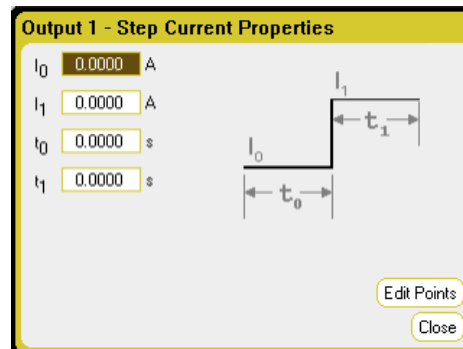 Output 1 - Step Current Properties
I0 0.0000 A
I1 0.0000 A
t0 0.0000 s
t1 0.0000 s
I1
t1
I0
t0
Edit Points
Close